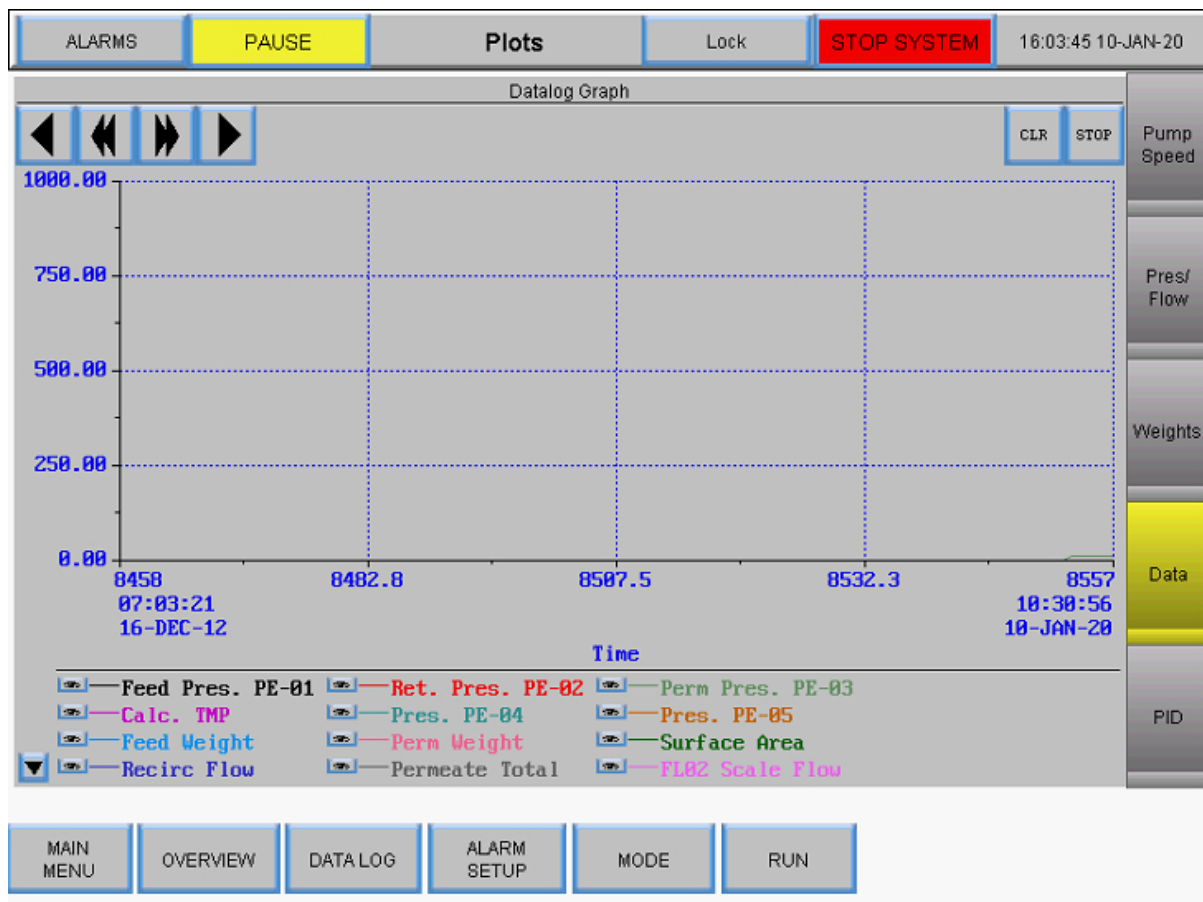 ALARMS PAUSE Plots Lock STOP SYSTEM 16:03:45 10-JAN-20
Datalog Graph
CLR STOP
Pump
Speed
1000.00
750.00
Pres/
Flow
500.00
Weights
250.00
0.00
Data
8458 8482.8 8507.5 8532.3 8557
07:03:21 10:30:56
16-DEC-12 10-JAN-20
Time
Feed Pres. PE-01 Ret. Pres. PE-02 Perm Pres. PE-03
Calc. TMP Pres. PE-04 Pres. PE-05
PID
Feed Weight Perm Weight Surface Area
Recirc Flow Permeate Total FL02 Scale Flow
MAIN
MENU
OVERVIEW
DATA LOG
ALARM
SETUP
MODE
RUN